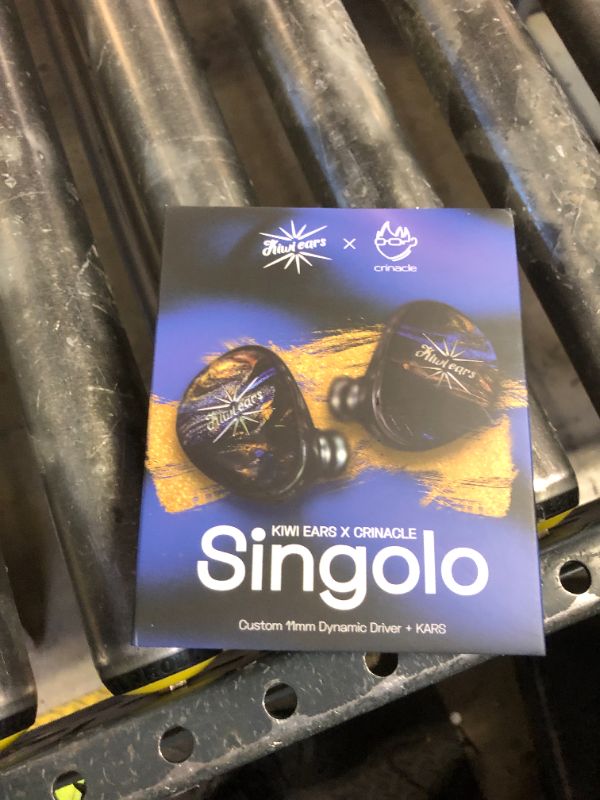 Kiwi ears × crinacle
Kiwi ears
Kiwi ears
KIWI EARS X CRINACLE
Singolo
Custom 11mm Dynamic Driver + KARS